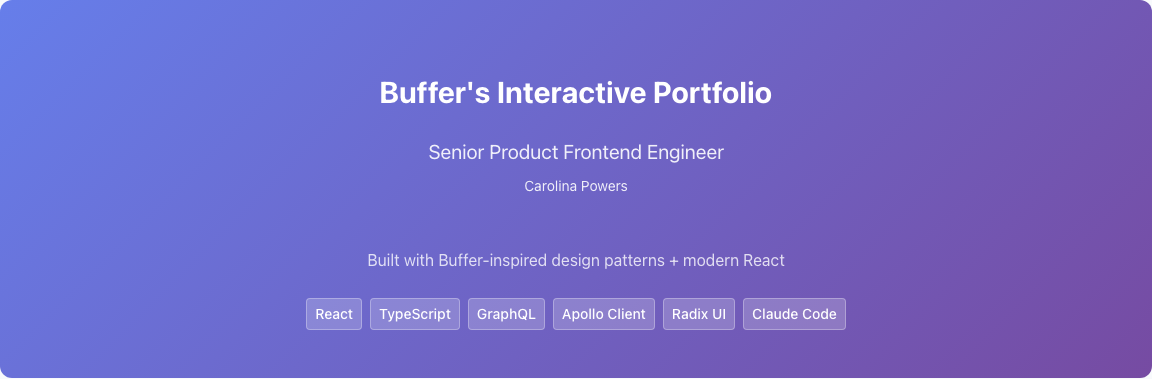 Buffer's Interactive Portfolio
Senior Product Frontend Engineer
Carolina Powers
Built with Buffer-inspired design patterns + modern React
React TypeScript GraphQL Apollo Client Radix UI Claude Code